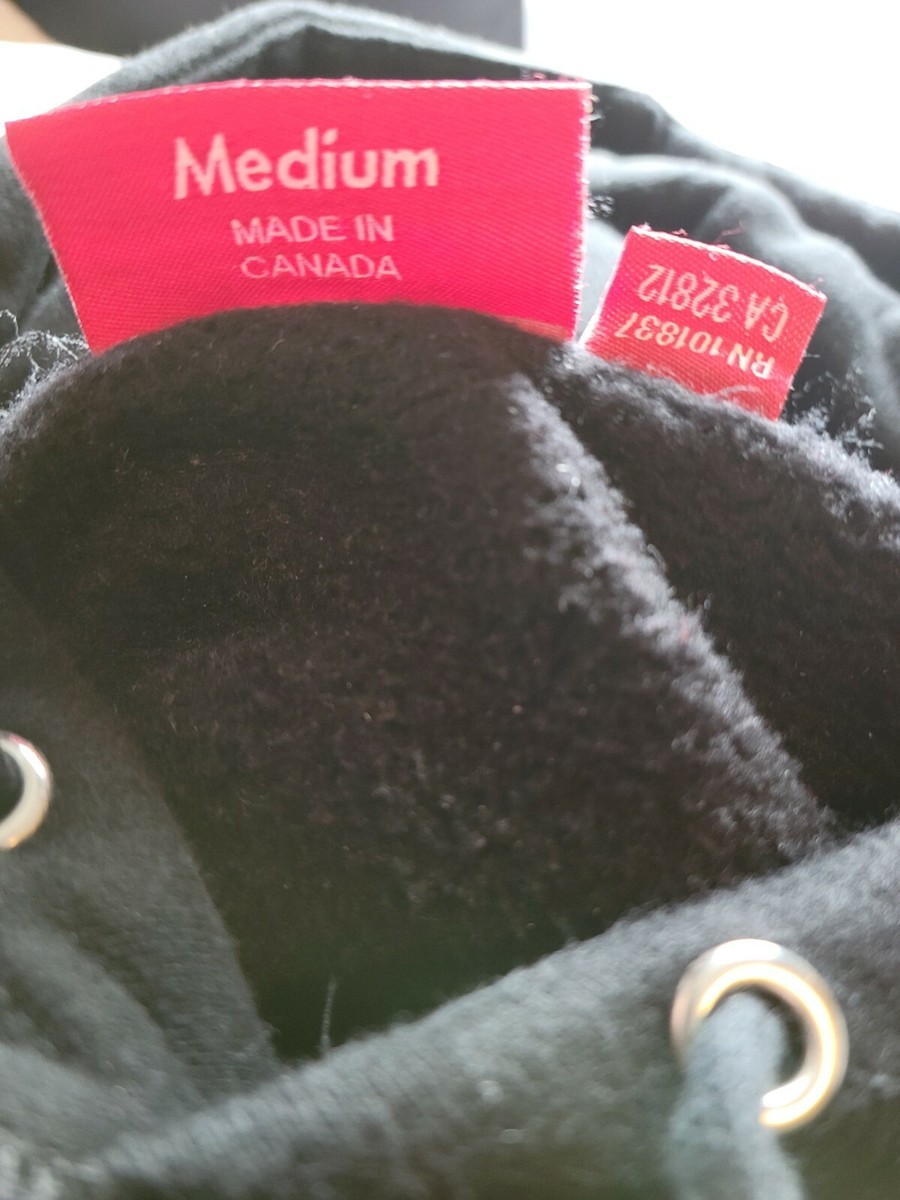 Medium
MADE IN
CANADA
RN 101837
CA 32812